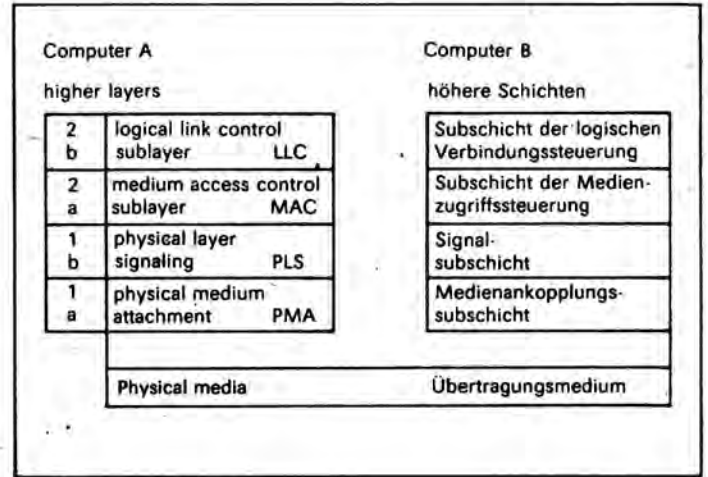 Computer A
higher layers
2 logical link control
b sublayer LLC
2 medium access control
a sublayer MAC
1 physical layer
b signaling PLS
1 physical medium
a attachment PMA
Physical media
Computer B
höhere Schichten
Subschicht der logischen
Verbindungssteuerung
Subschicht der Medien-
zugriffssteuerung
Signal-
subschicht
Medienankopplungs-
subschicht
Übertragungsmedium